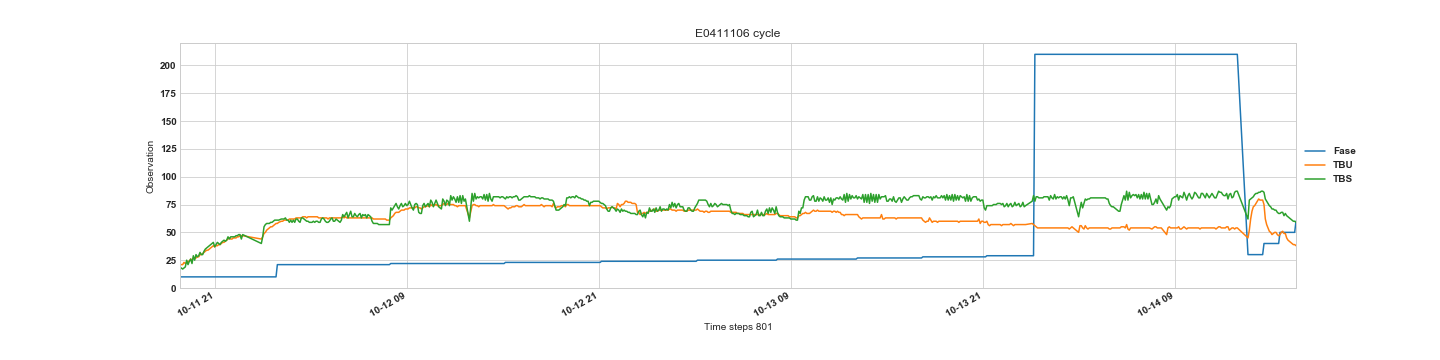 E0411106 cycle
Observation
200
175
150
125
100
75
50
25
0
10-11 21
10-12 09
10-12 21
10-13 09
10-13 21
10-14 09
Time steps 801
Fase
TBU
TBS